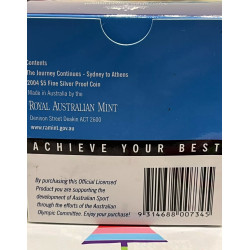 Contents
The Journey Continues - Sydney to Athens
2004 $5 Fine Silver Proof Coin
Made in Australia by the
ROYAL AUSTRALIAN MINT
Denison Street Deakin ACT 2600
www.ramint.gov.au
ACHIEVE YOUR BEST
By purchasing this Official Licensed
Product you are supporting the
development of Australian Sport
through the efforts of the Australian
Olympic Committee. Enjoy your coin!
9 314688 007345